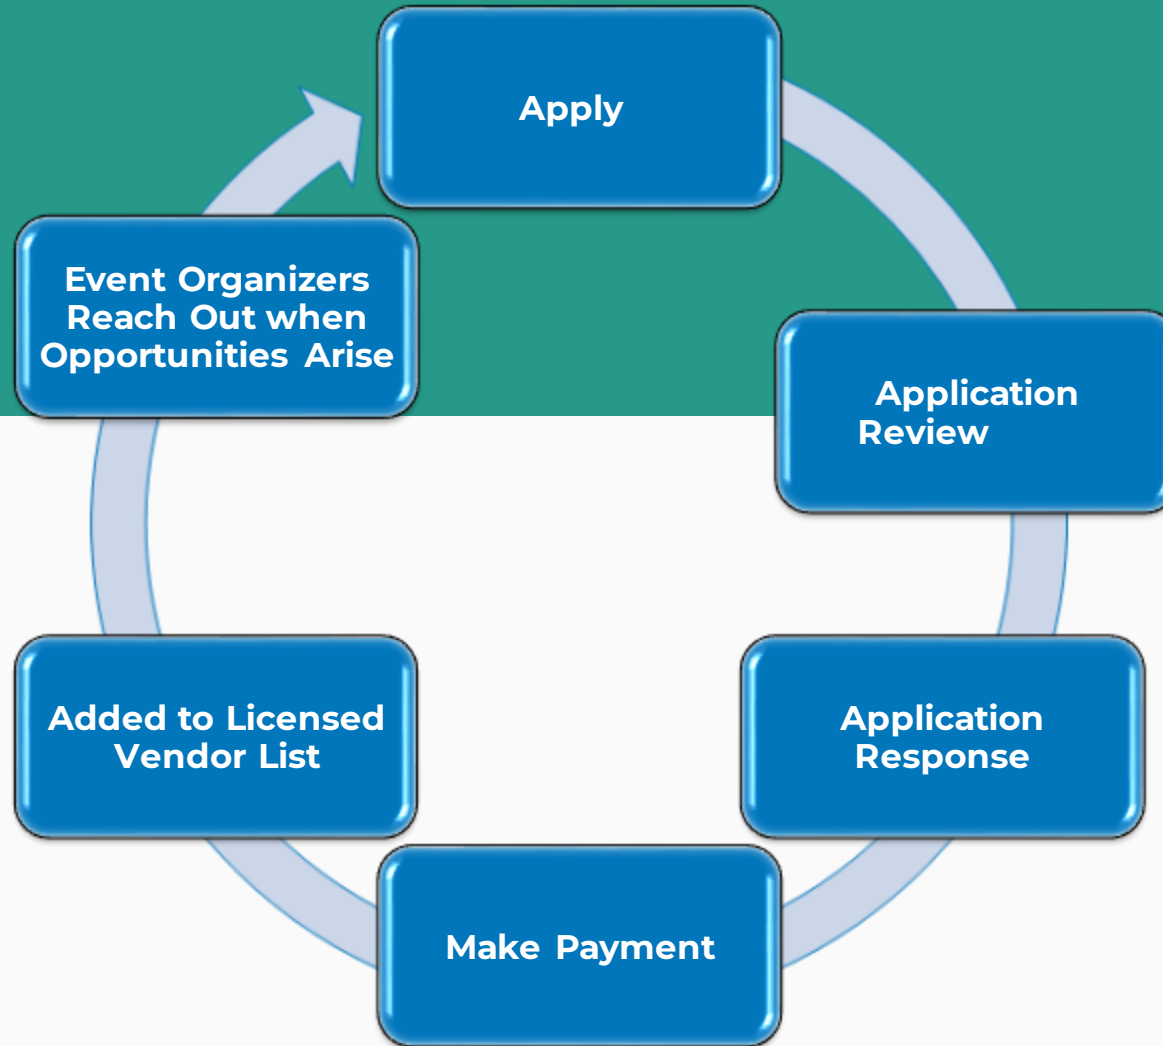 Apply
Application
Review
Application
Response
Make Payment
Added to Licensed
Vendor List
Event Organizers
Reach Out when
Opportunities Arise